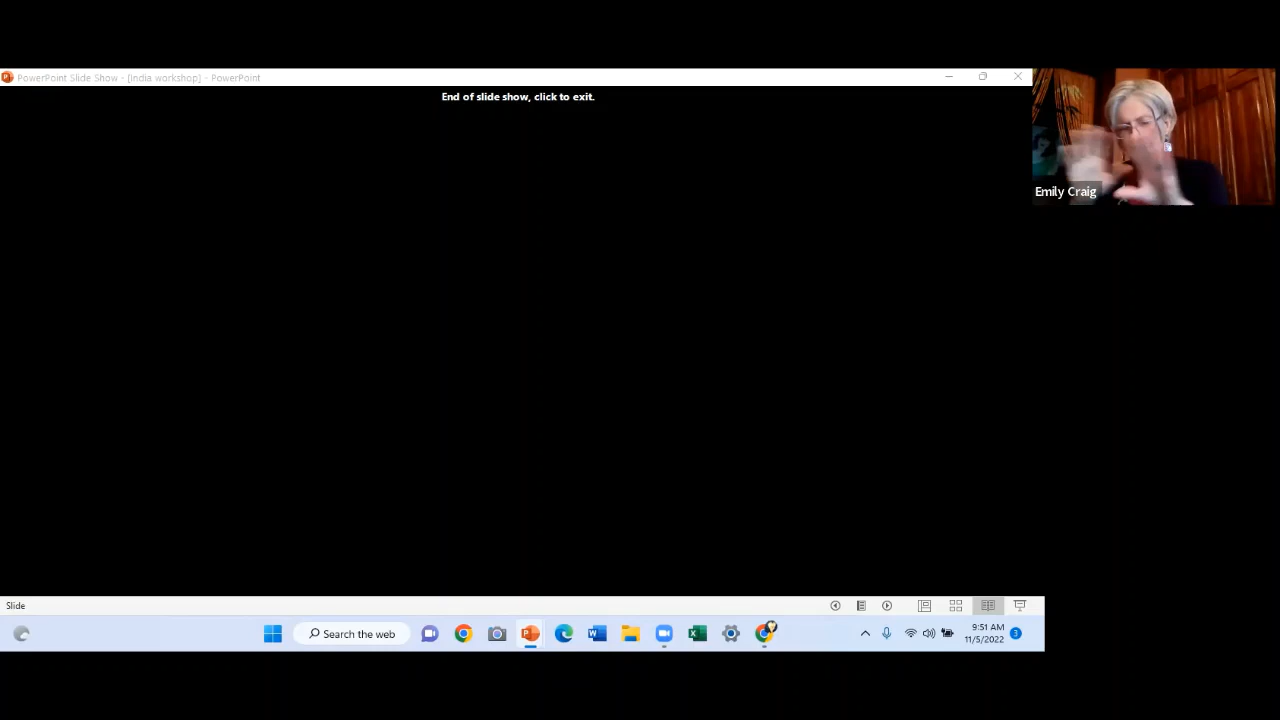 PowerPoint Slide Show - [India workshop] - PowerPoint
End of slide show, click to exit.
Emily Craig
Slide
Search the web
9:51 AM
11/5/2022
3